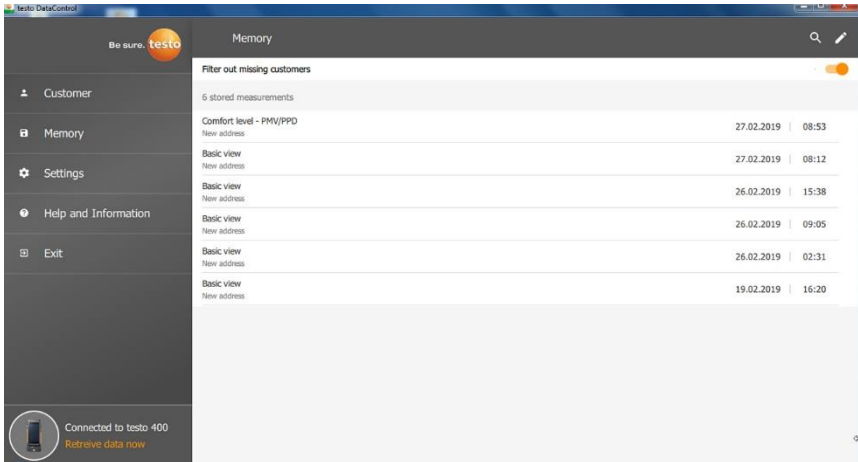 testo DataControl
Be sure. testo
Memory
Filter out missing customers
Customer
6 stored measurements
Comfort level - PMV/PPD
New address
27.02.2019 | 08:53
Memory
Basic view
New address
27.02.2019 | 08:12
Settings
Basic view
New address
26.02.2019 | 15:38
Help and Information
Basic view
New address
26.02.2019 | 09:05
Exit
Basic view
New address
26.02.2019 | 02:31
Basic view
New address
19.02.2019 | 16:20
Connected to testo 400
Retreive data now